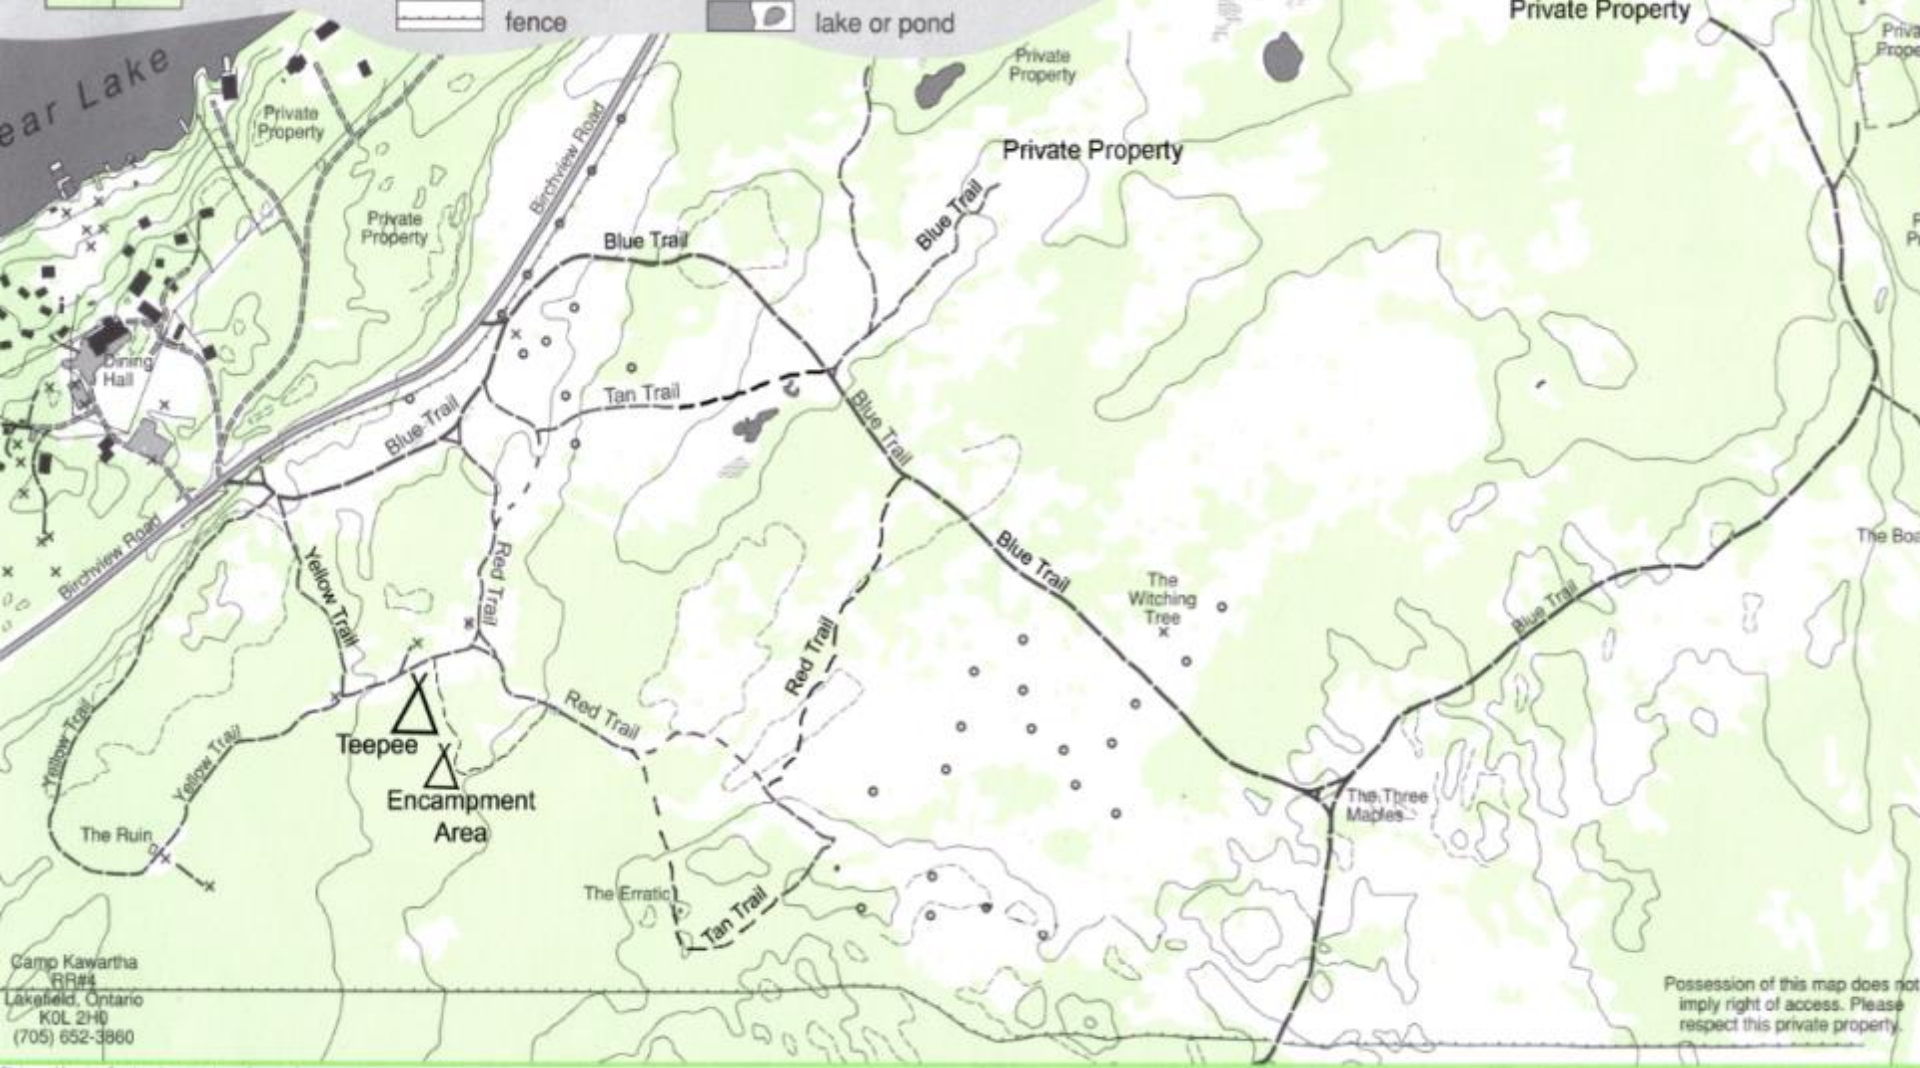 fence
lake or pond
Private Property
ear Lake
Private
Property
Private
Property
Birchview Road
Private Property
Private
Property
Blue Trail
Blue Trail
Dining
Hall
Tan Trail
Blue Trail
Blue Trail
Birchview Road
Yellow Trail
Red Trail
Blue Trail
The
Witching
Tree
Blue Trail
The Boa
Red Trail
Yellow Trail
Yellow Trail
Red Trail
Teepee
Encampment
Area
The Three
Maples
The Ruin
The Erratic
Tan Trail
Camp Kawartha
RR#4
Lakefield, Ontario
K0L 2H0
(705) 652-3860
Possession of this map does not
imply right of access. Please
respect this private property.